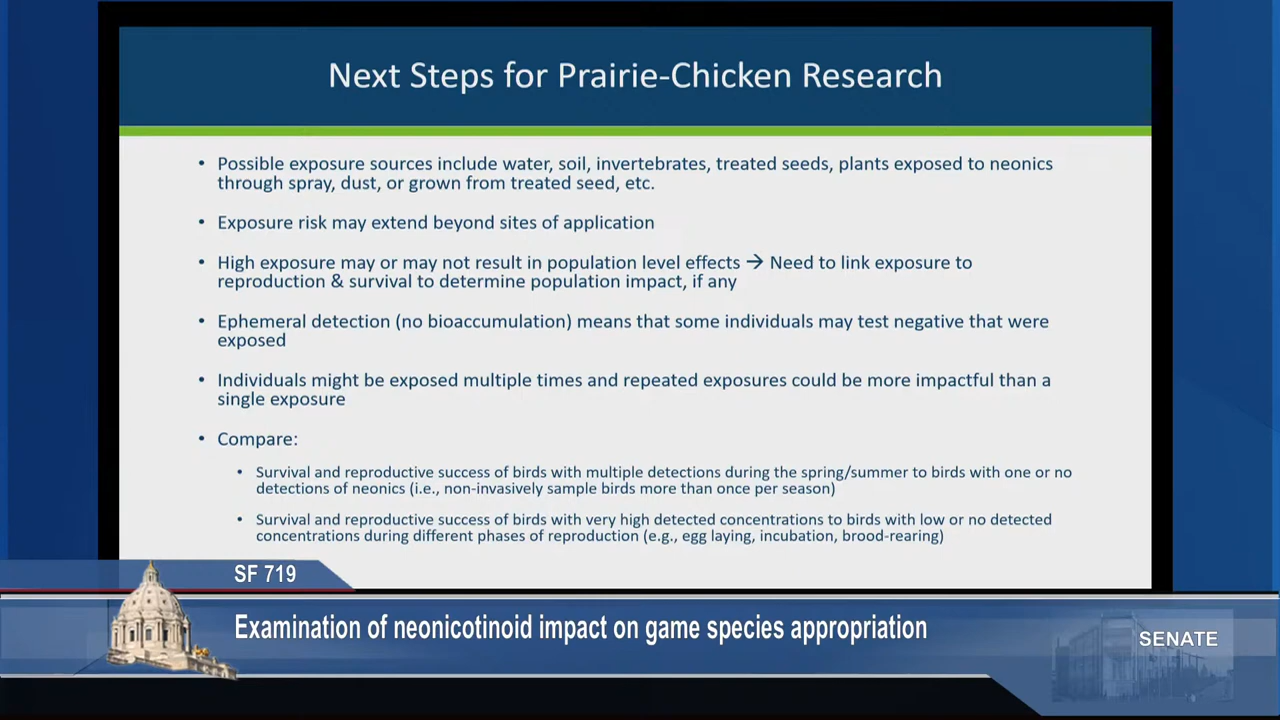 Next Steps for Prairie-Chicken Research
• Possible exposure sources include water, soil, invertebrates, treated seeds, plants exposed to neonics
through spray, dust, or grown from treated seed, etc.
• Exposure risk may extend beyond sites of application
• High exposure may or may not result in population level effects → Need to link exposure to
reproduction & survival to determine population impact, if any
• Ephemeral detection (no bioaccumulation) means that some individuals may test negative that were
exposed
• Individuals might be exposed multiple times and repeated exposures could be more impactful than a
single exposure
• Compare:
• Survival and reproductive success of birds with multiple detections during the spring/summer to birds with one or no
detections of neonics (i.e., non-invasively sample birds more than once per season)
• Survival and reproductive success of birds with very high detected concentrations to birds with low or no detected
concentrations during different phases of reproduction (e.g., egg laying, incubation, brood-rearing)
SF 719
Examination of neonicotinoid impact on game species appropriation
SENATE